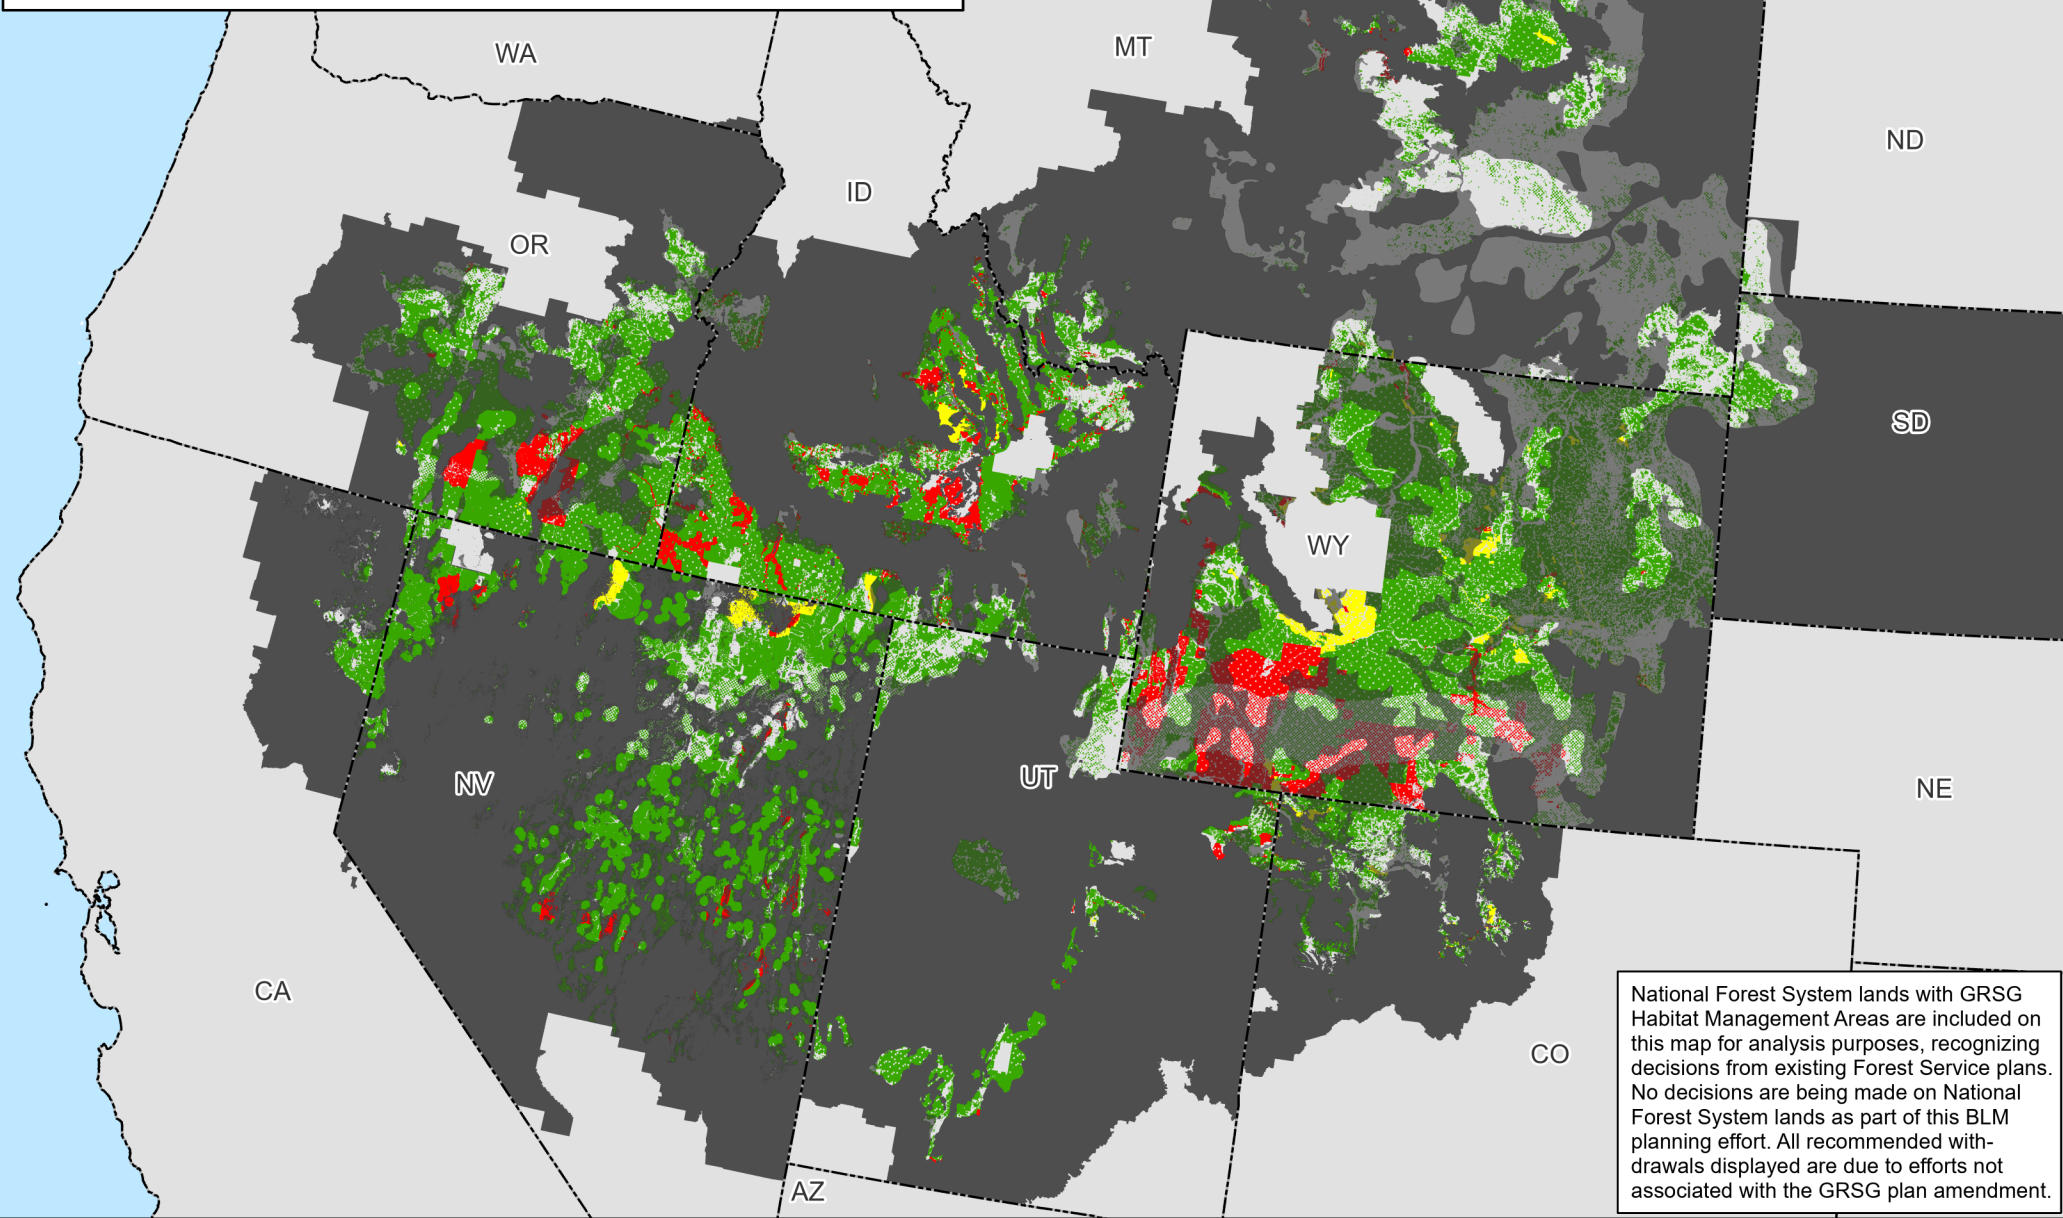 WA
MT
ND
ID
OR
SD
WY
NV
UT
NE
CA
CO
AZ
National Forest System lands with GRSG
Habitat Management Areas are included on
this map for analysis purposes, recognizing
decisions from existing Forest Service plans.
No decisions are being made on National
Forest System lands as part of this BLM
planning effort. All recommended with-
drawals displayed are due to efforts not
associated with the GRSG plan amendment.